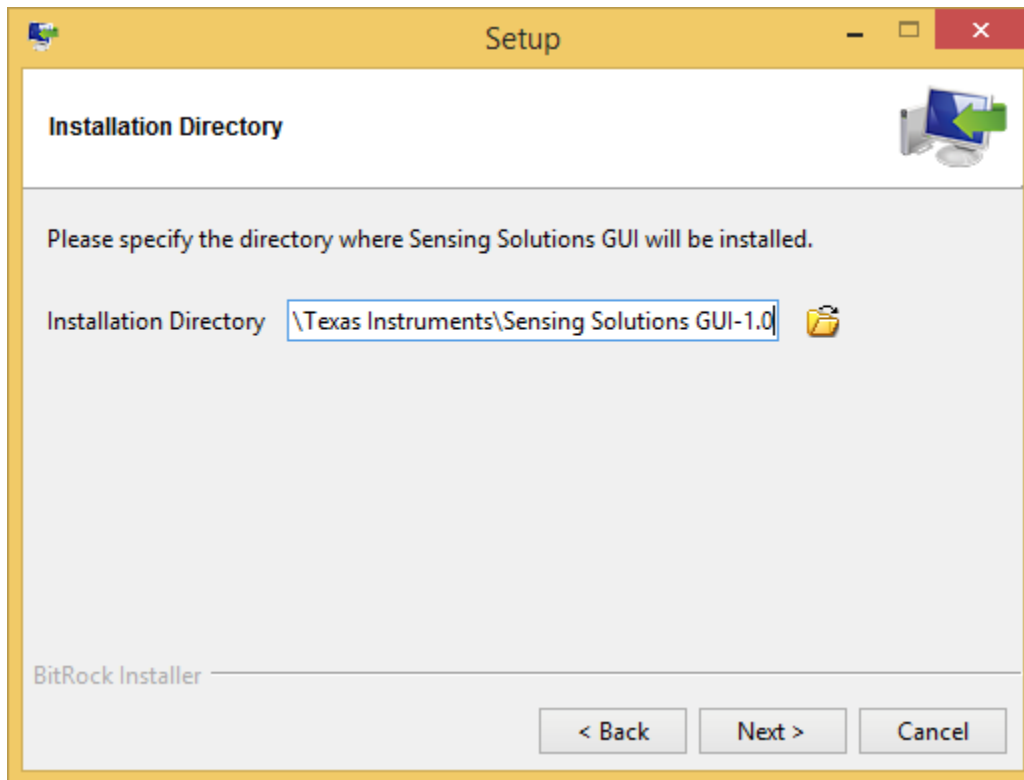 Setup
Installation Directory
Please specify the directory where Sensing Solutions GUI will be installed.
Installation Directory \Texas Instruments\Sensing Solutions GUI-1.0
BitRock Installer
< Back Next > Cancel